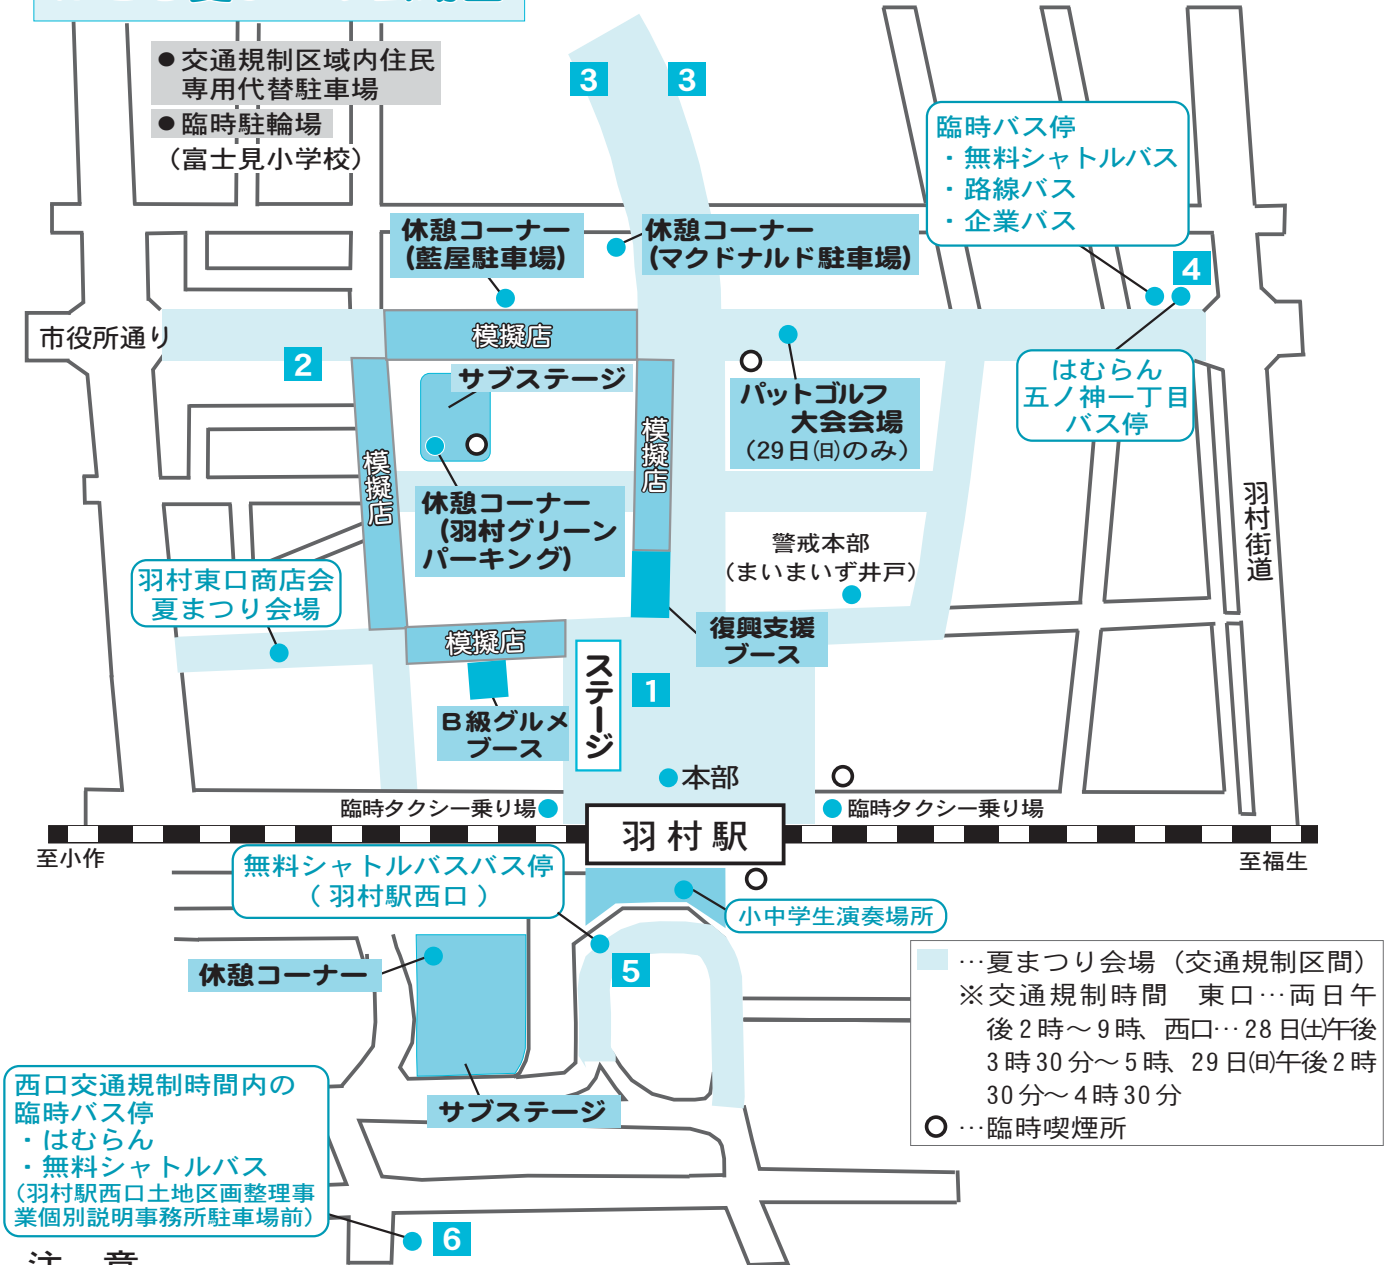 ●交通規制区域内住民
専用代替駐車場
●臨時駐輪場
（富士見小学校）
3
3
臨時バス停
・無料シャトルバス
・路線バス
・企業バス
休憩コーナー
（藍屋駐車場）
休憩コーナー
（マクドナルド駐車場）
4
市役所通り
模擬店
2
サブステージ
パットゴルフ
大会会場
（29日㈰のみ）
はむらん
五ノ神一丁目
バス停
模擬店
模擬店
休憩コーナー
（羽村グリーン
パーキング）
羽村街道
警戒本部
（まいまいず井戸）
羽村東口商店会
夏まつり会場
復興支援
ブース
模擬店
ステージ
1
B級グルメ
ブース
本部
臨時タクシー乗り場
臨時タクシー乗り場
羽村駅
至小作
至福生
無料シャトルバスバス停
（羽村駅西口）
小中学生演奏場所
休憩コーナー
5
…夏まつり会場（交通規制区間）
※交通規制時間　東口…両日午
後2時～9時、西口…28日㈯午後
3時30分～5時、29日㈰午後2時
30分～4時30分
…臨時喫煙所
西口交通規制時間内の
臨時バス停
・はむらん
・無料シャトルバス
（羽村駅西口土地区画整理事
業個別説明事務所駐車場前）
サブステージ
6
注　意